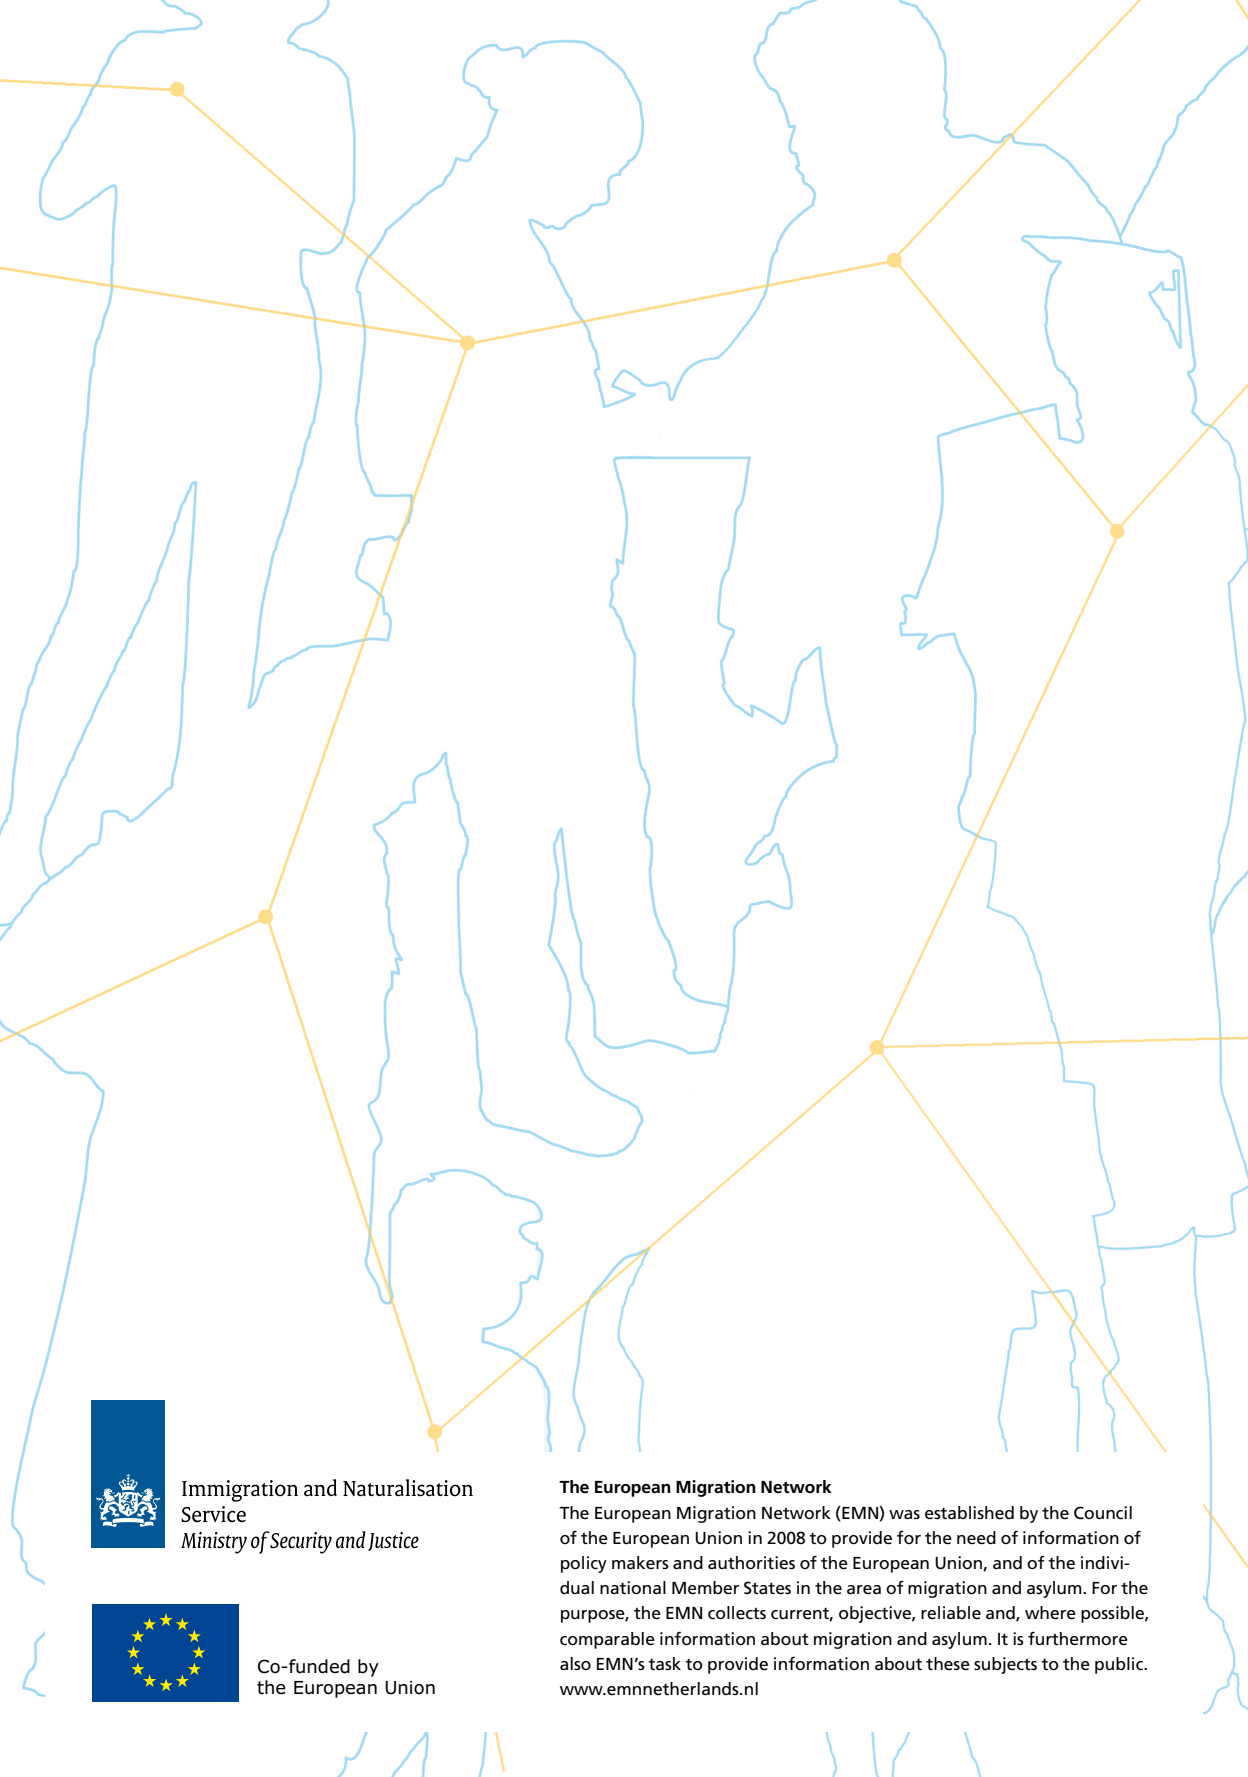 Immigration and Naturalisation
Service
Ministry of Security and Justice
Co-funded by
the European Union
The European Migration Network
The European Migration Network (EMN) was established by the Council
of the European Union in 2008 to provide for the need of information of
policy makers and authorities of the European Union, and of the indivi-
dual national Member States in the area of migration and asylum. For the
purpose, the EMN collects current, objective, reliable and, where possible,
comparable information about migration and asylum. It is furthermore
also EMN’s task to provide information about these subjects to the public.
www.emnnetherlands.nl